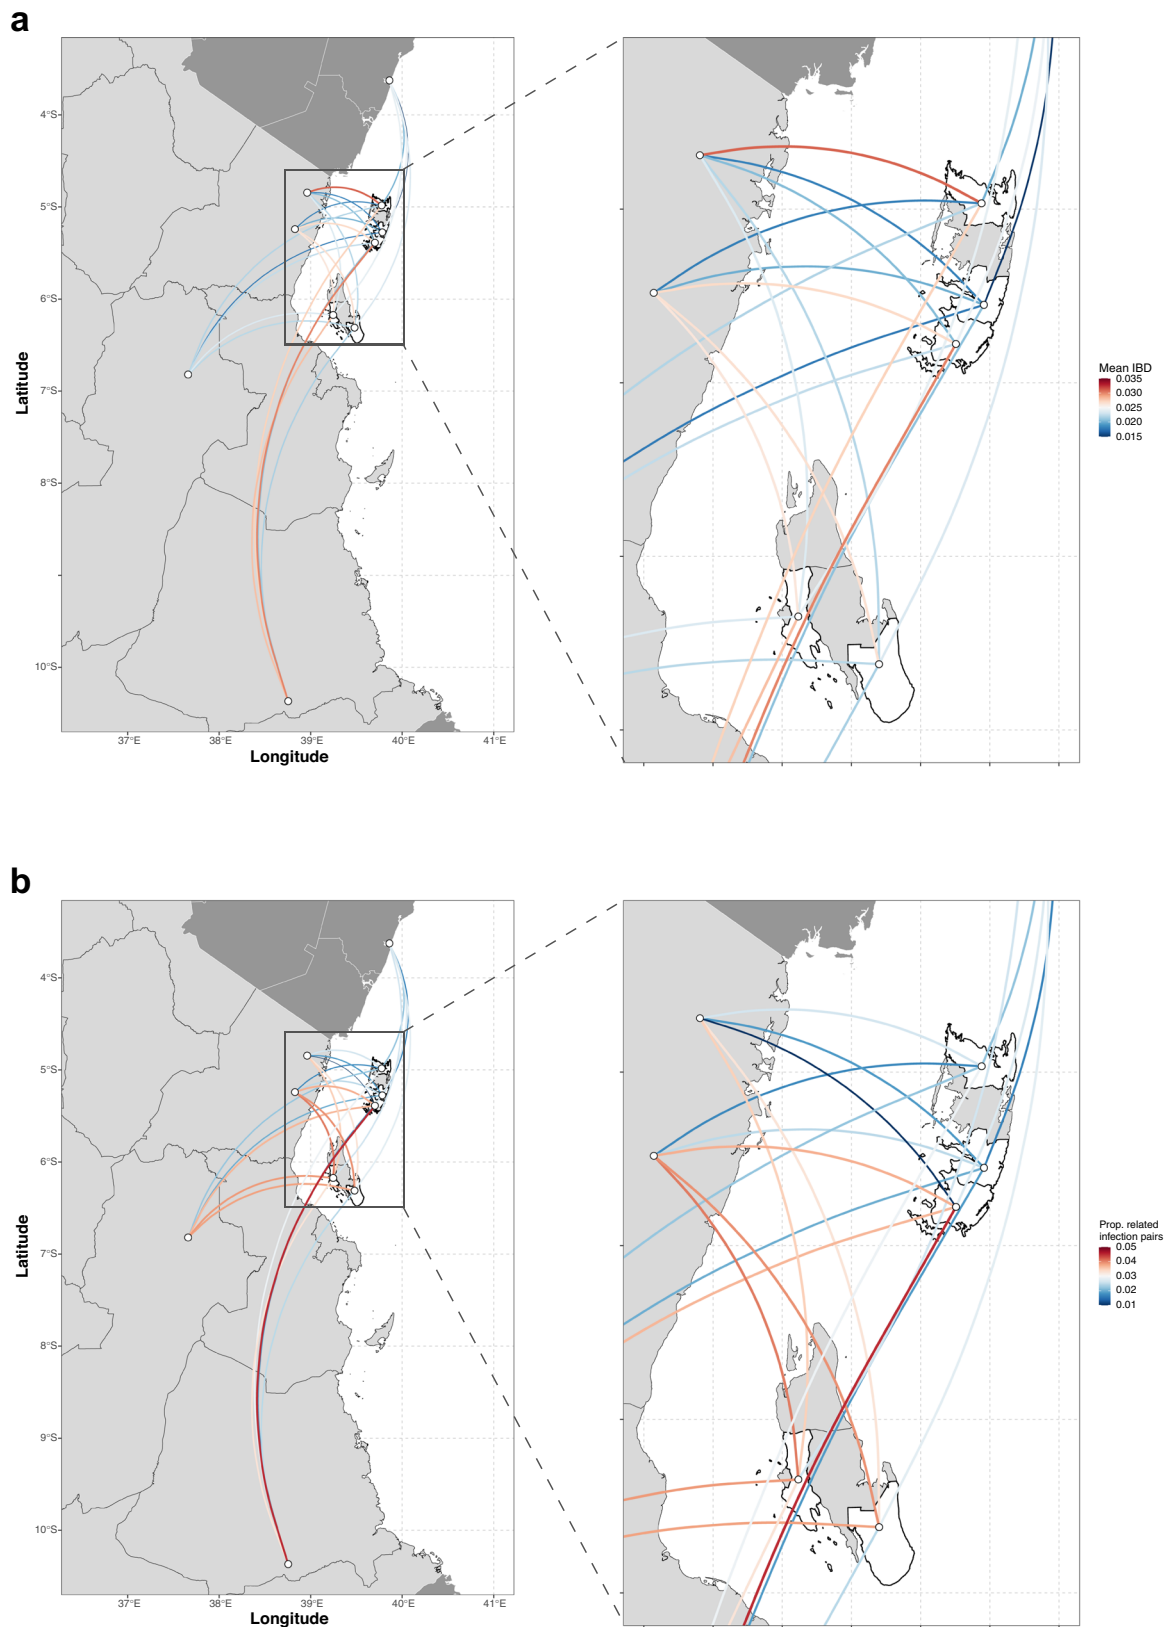 a
4°S
5°S
6°S
7°S
8°S
10°S
Latitude
37°E 38°E 39°E 40°E 41°E
Longitude
Mean IBD
0.035
0.030
0.025
0.020
0.015
b
4°S
5°S
6°S
7°S
8°S
9°S
10°S
Latitude
37°E 38°E 39°E 40°E 41°E
Longitude
Prop. related
infection pairs
0.05
0.04
0.03
0.02
0.01